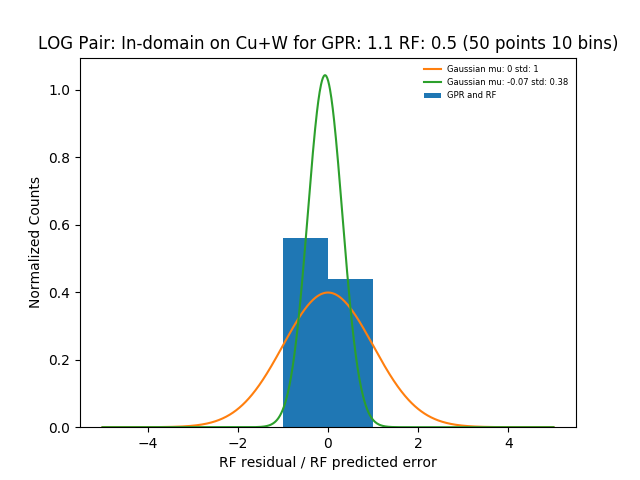 LOG Pair: In-domain on Cu+W for GPR: 1.1 RF: 0.5 (50 points 10 bins)
Gaussian mu: 0 std: 1
Gaussian mu: -0.07 std: 0.38
GPR and RF
Normalized Counts
1.0
0.8
0.6
0.4
0.2
0.0
−4 −2 0 2 4
RF residual / RF predicted error